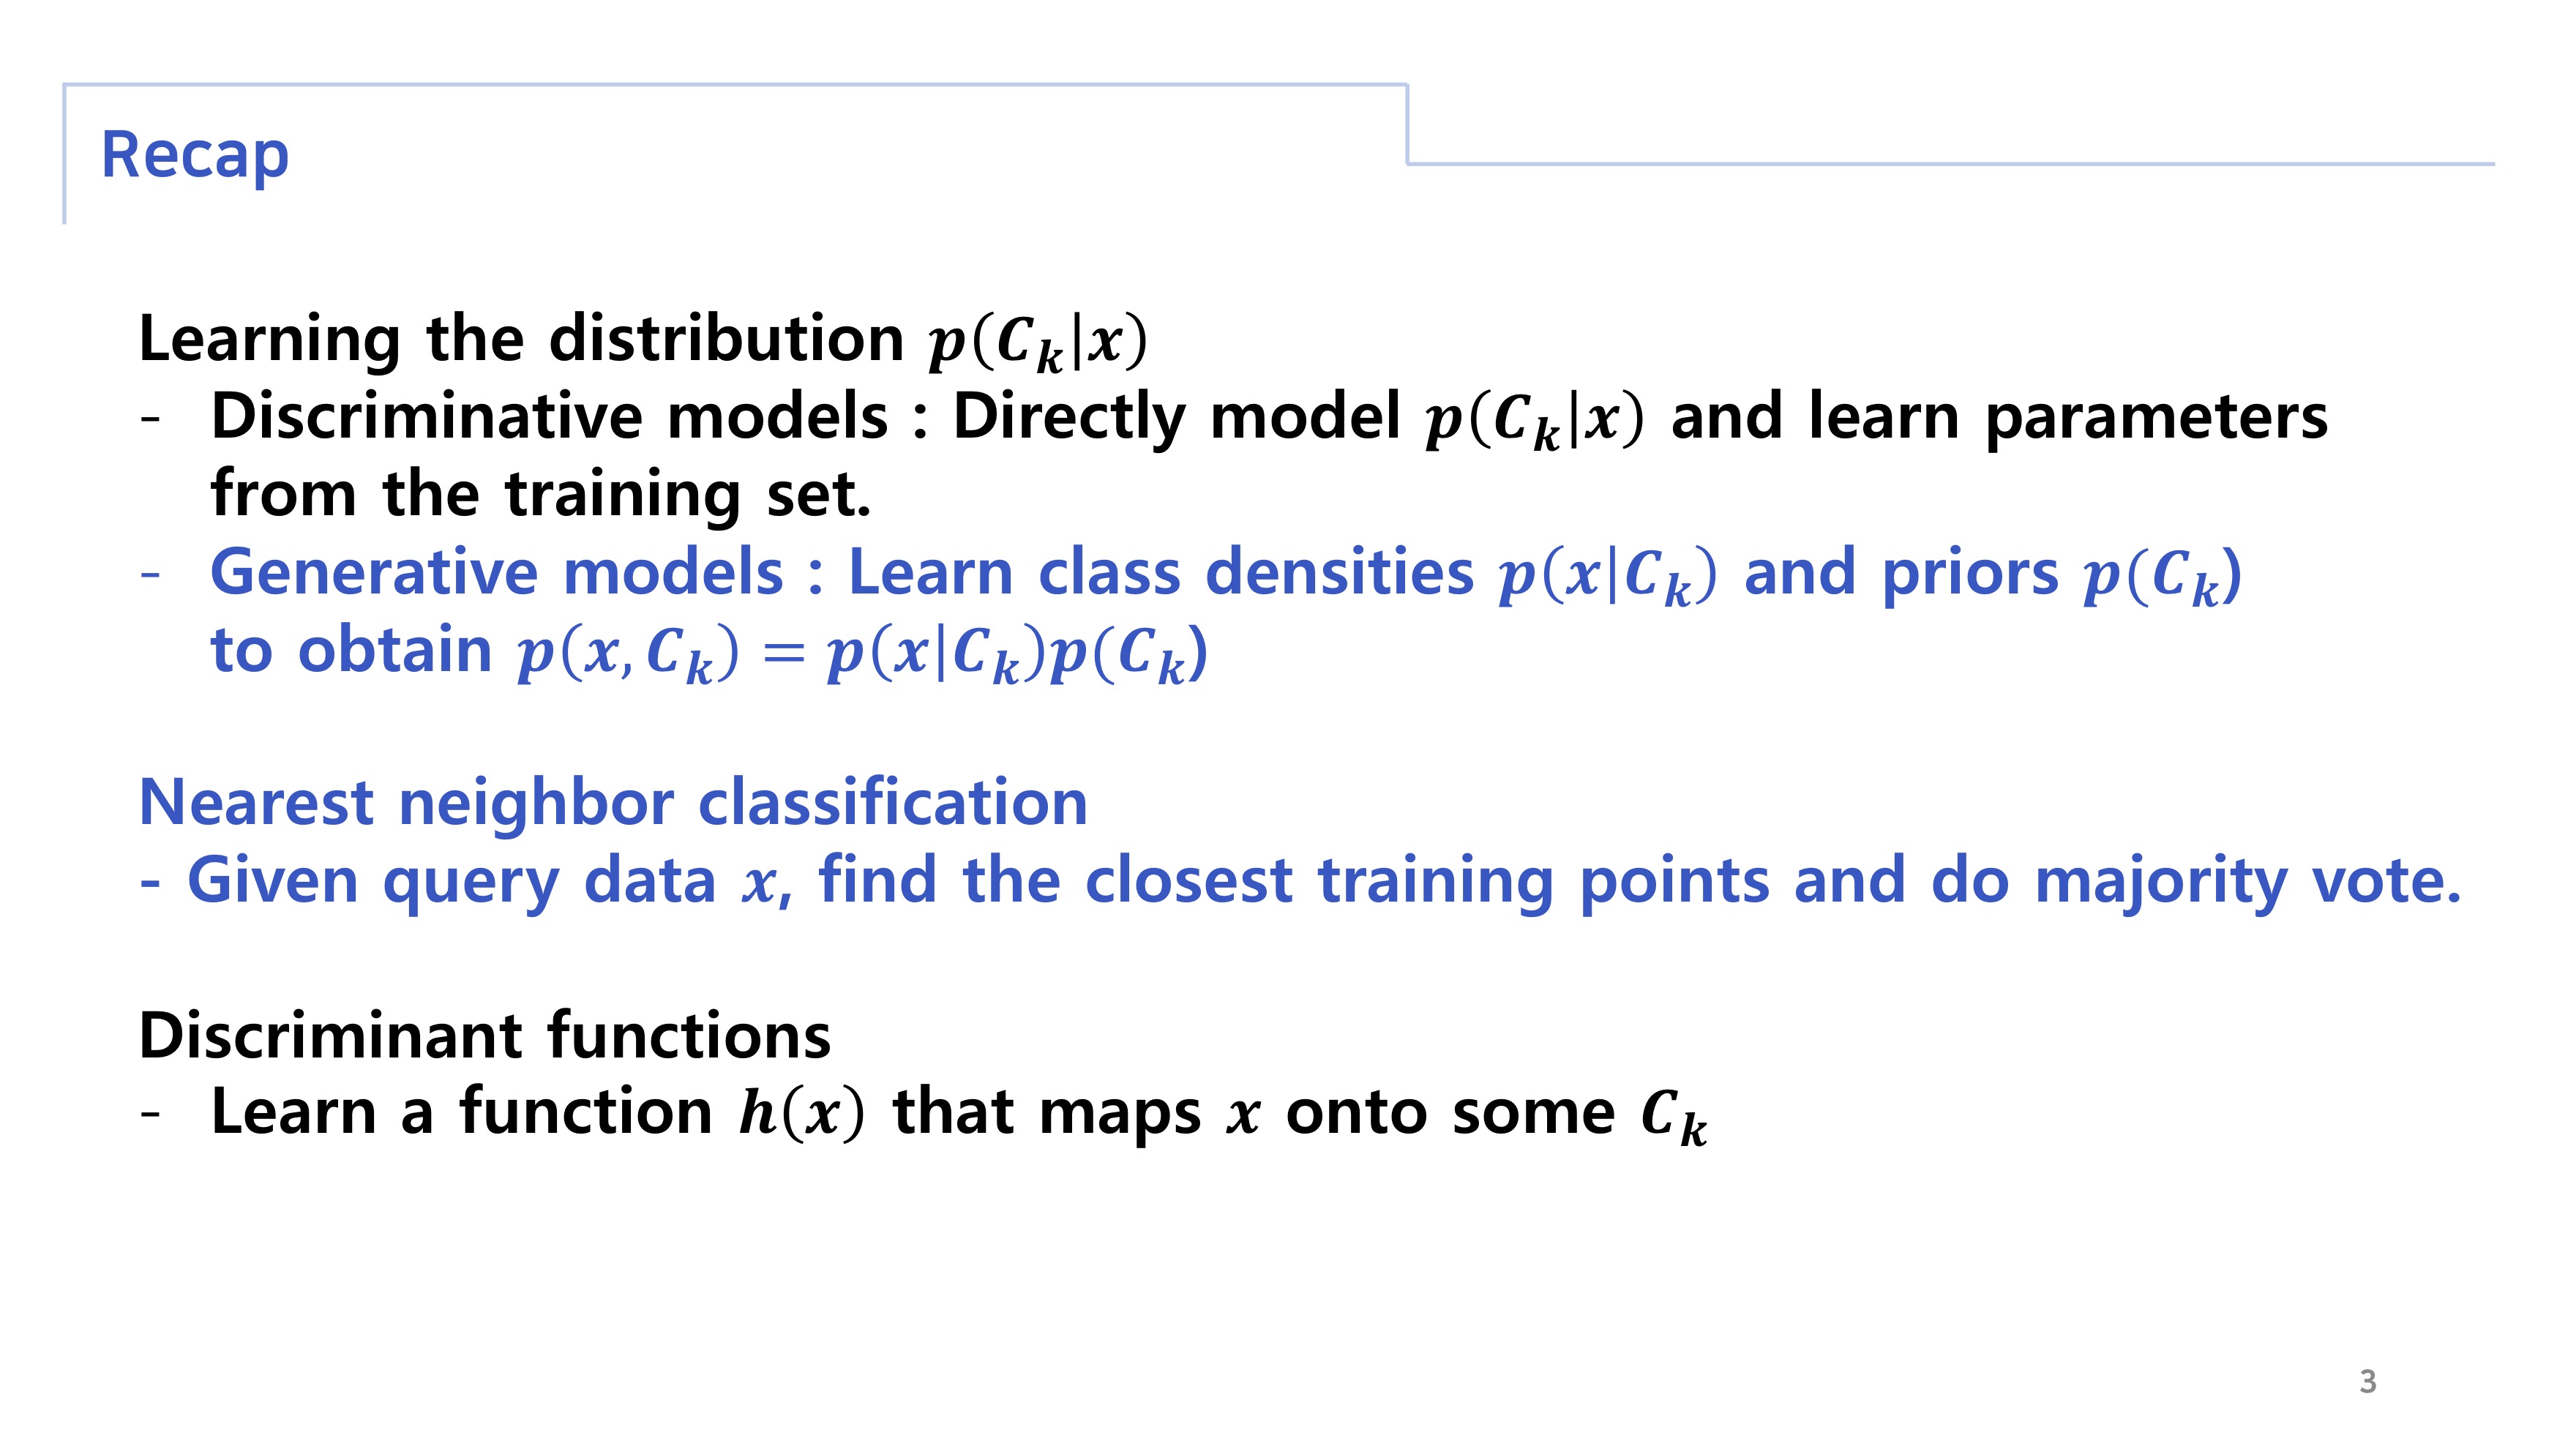 Recap
Learning the distribution p(C_k|x)
- Discriminative models : Directly model p(C_k|x) and learn parameters
from the training set.
- Generative models : Learn class densities p(x|C_k) and priors p(C_k)
to obtain p(x, C_k) = p(x|C_k)p(C_k)
Nearest neighbor classification
- Given query data x, find the closest training points and do majority vote.
Discriminant functions
- Learn a function h(x) that maps x onto some C_k
3